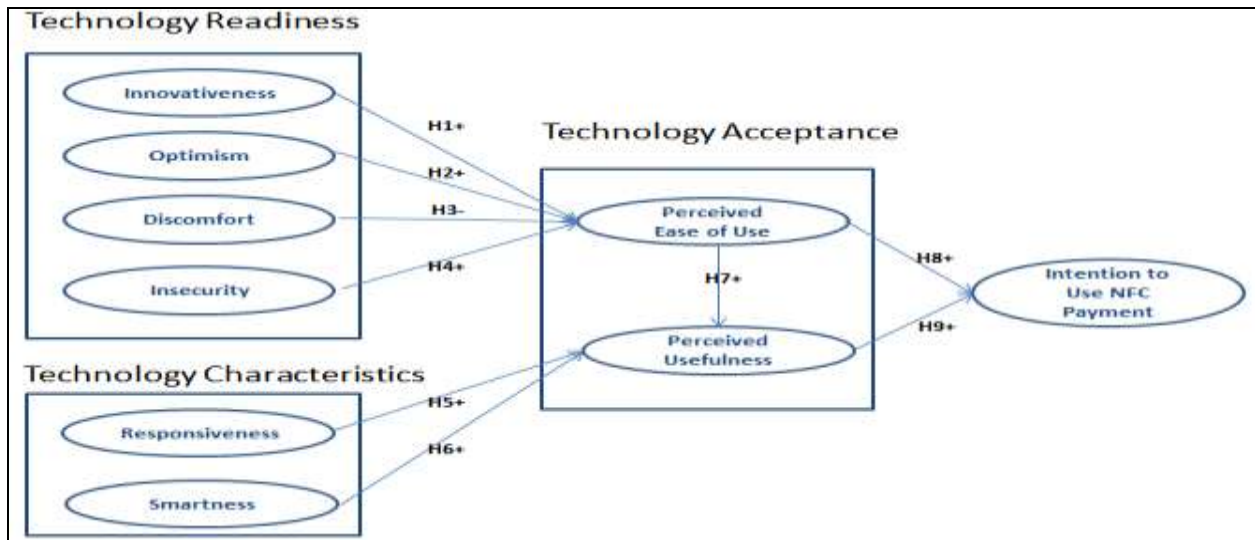 Technology Readiness
Innovativeness
Optimism
Discomfort
Insecurity
H1+
H2+
H3-
H4+
Technology Characteristics
Responsiveness
Smartness
H5+
H6+
Technology Acceptance
Perceived
Ease of Use
H7+
Perceived
Usefulness
H8+
H9+
Intention to
Use NFC
Payment